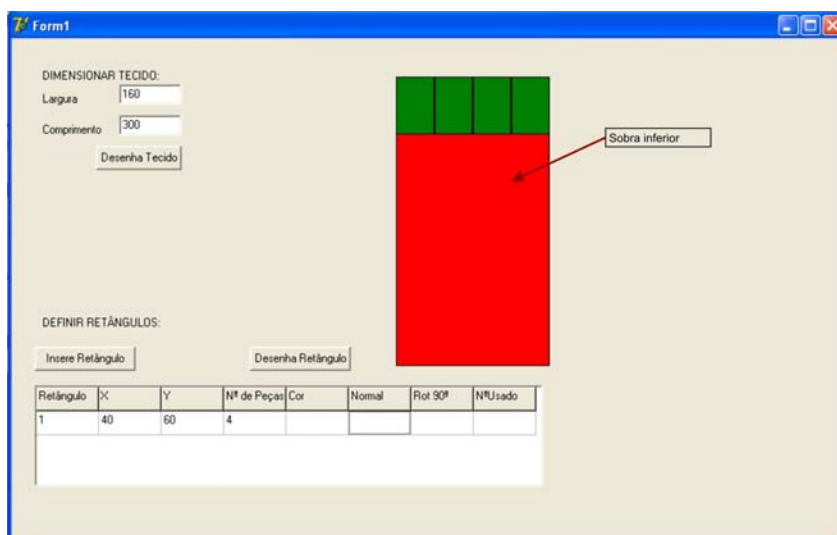 Form1
DIMENSIONAR TECIDO:
Largura 160
Comprimento 300
Desenha Tecido
Sobra inferior
DEFINIR RETÂNGULOS:
Insere Retângulo Desenha Retângulo
Retângulo X Y Nº de Peças Cor Normal Rot 90º NºUsado
1 40 60 4